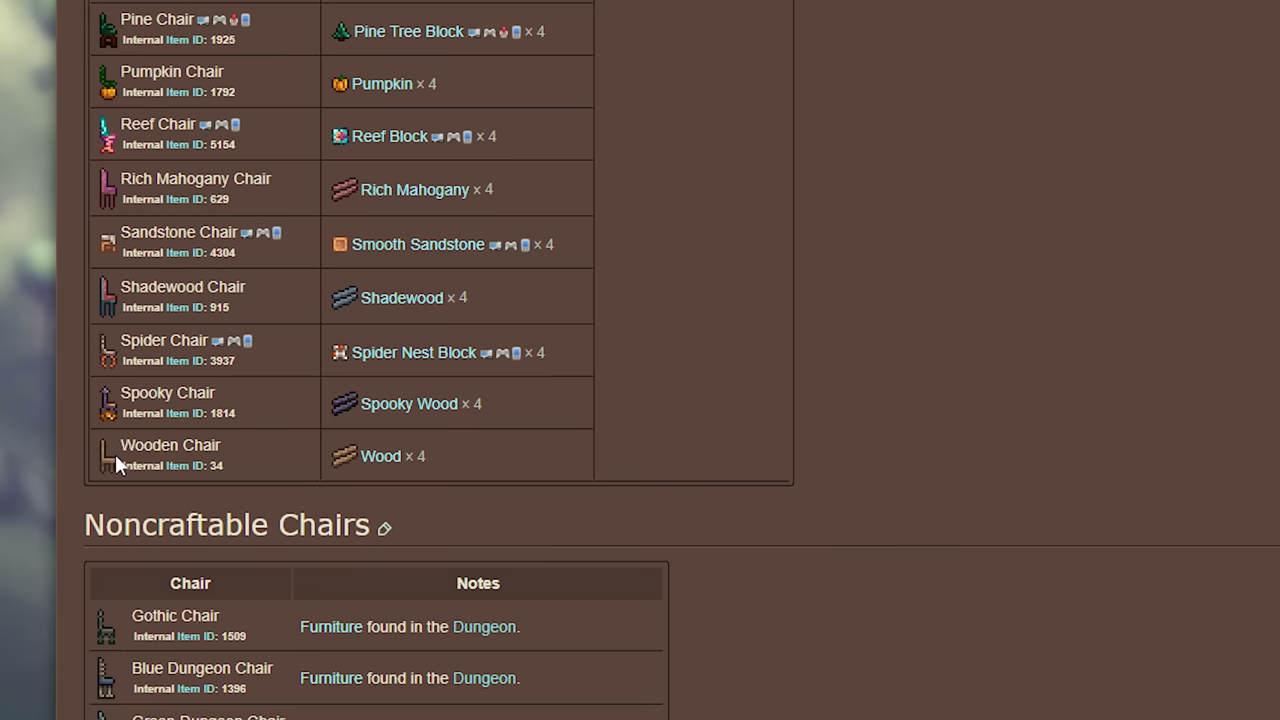 Pine Chair
Internal Item ID: 1925
Pine Tree Block × 4
Pumpkin Chair
Internal Item ID: 1792
Pumpkin × 4
Reef Chair
Internal Item ID: 5154
Reef Block × 4
Rich Mahogany Chair
Internal Item ID: 629
Rich Mahogany × 4
Sandstone Chair
Internal Item ID: 4304
Smooth Sandstone × 4
Shadewood Chair
Internal Item ID: 915
Shadewood × 4
Spider Chair
Internal Item ID: 3937
Spider Nest Block × 4
Spooky Chair
Internal Item ID: 1814
Spooky Wood × 4
Wooden Chair
Internal Item ID: 34
Wood × 4
Noncraftable Chairs
Chair Notes
Gothic Chair
Internal Item ID: 1509
Furniture found in the Dungeon.
Blue Dungeon Chair
Internal Item ID: 1396
Furniture found in the Dungeon.
Green Dungeon Chair